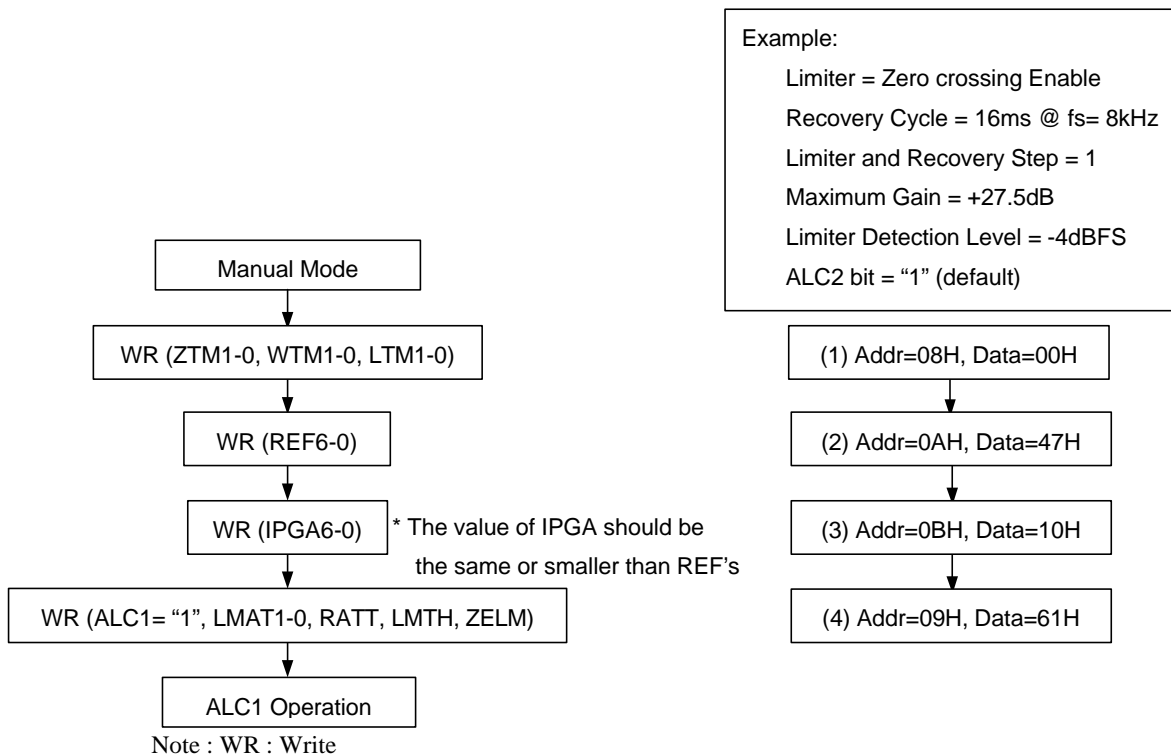 Example:
Limiter = Zero crossing Enable
Recovery Cycle = 16ms @ fs= 8kHz
Limiter and Recovery Step = 1
Maximum Gain = +27.5dB
Limiter Detection Level = -4dBFS
ALC2 bit = “1” (default)
Manual Mode
WR (ZTM1-0, WTM1-0, LTM1-0)
WR (REF6-0)
WR (IPGA6-0)
* The value of IPGA should be
the same or smaller than REF’s
WR (ALC1= “1”, LMAT1-0, RATT, LMTH, ZELM)
ALC1 Operation
Note : WR : Write
(1) Addr=08H, Data=00H
(2) Addr=0AH, Data=47H
(3) Addr=0BH, Data=10H
(4) Addr=09H, Data=61H